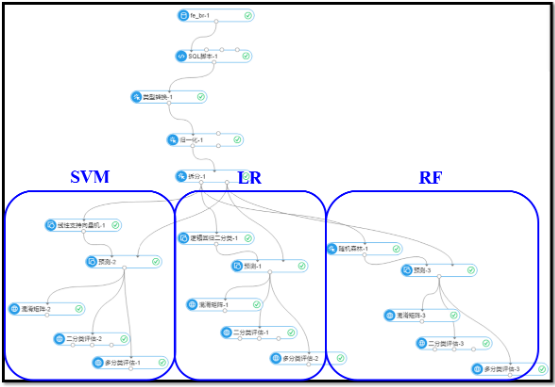 fe_br-1
SQL脚本-1
类型转换-1
归一化-1
拆分-1
SVM
LR
RF
线性支持向量机-1
预测-2
混淆矩阵-2
二分类评估-2
多分类评估-1
逻辑回归二分类-1
预测-1
混淆矩阵-1
二分类评估-1
多分类评估-2
随机森林-1
预测-3
混淆矩阵-3
二分类评估-3
多分类评估-3